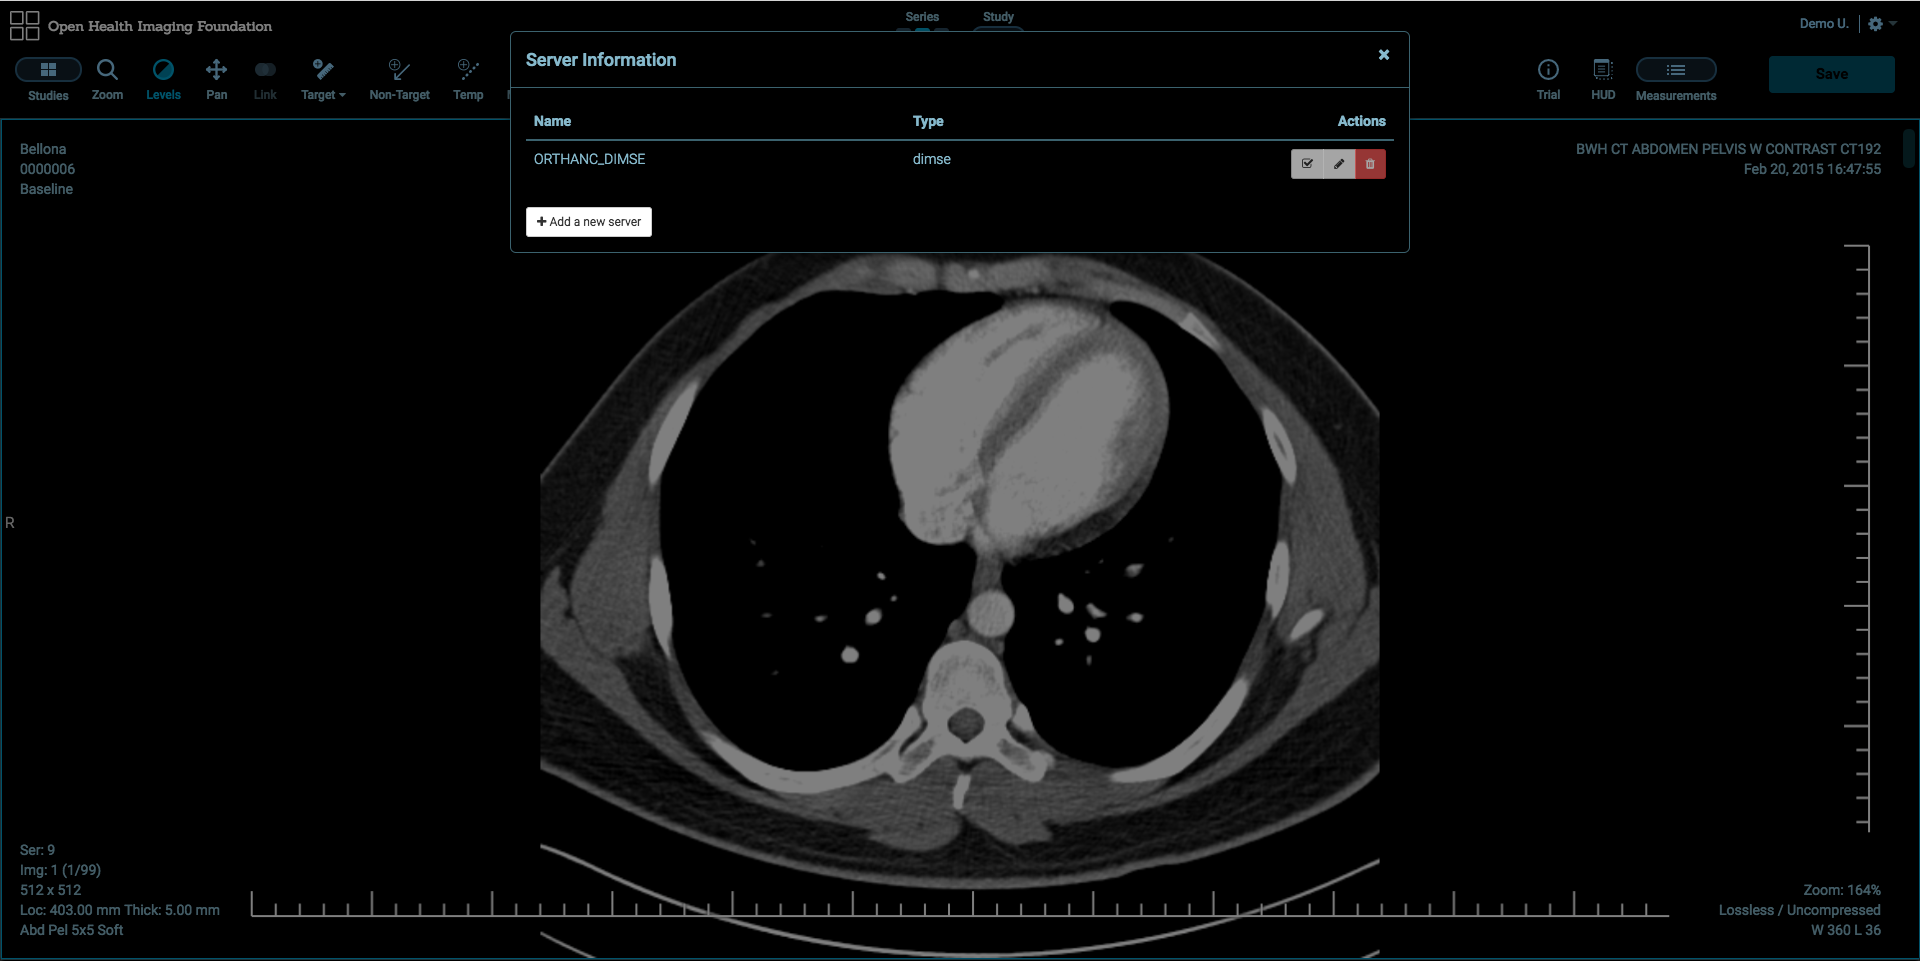 Open Health Imaging Foundation
Series
Study
Demo U.
Studies
Zoom
Levels
Pan
Link
Target
Non-Target
Temp
Trial
HUD
Measurements
Save
Server Information
Name Type Actions
ORTHANC_DIMSE dimse
Add a new server
Bellona
0000006
Baseline
BWH CT ABDOMEN PELVIS W CONTRAST CT192
Feb 20, 2015 16:47:55
R
Ser: 9
Img: 1 (1/99)
512 x 512
Loc: 403.00 mm Thick: 5.00 mm
Abd Pel 5x5 Soft
Zoom: 164%
Lossless / Uncompressed
W 360 L 36